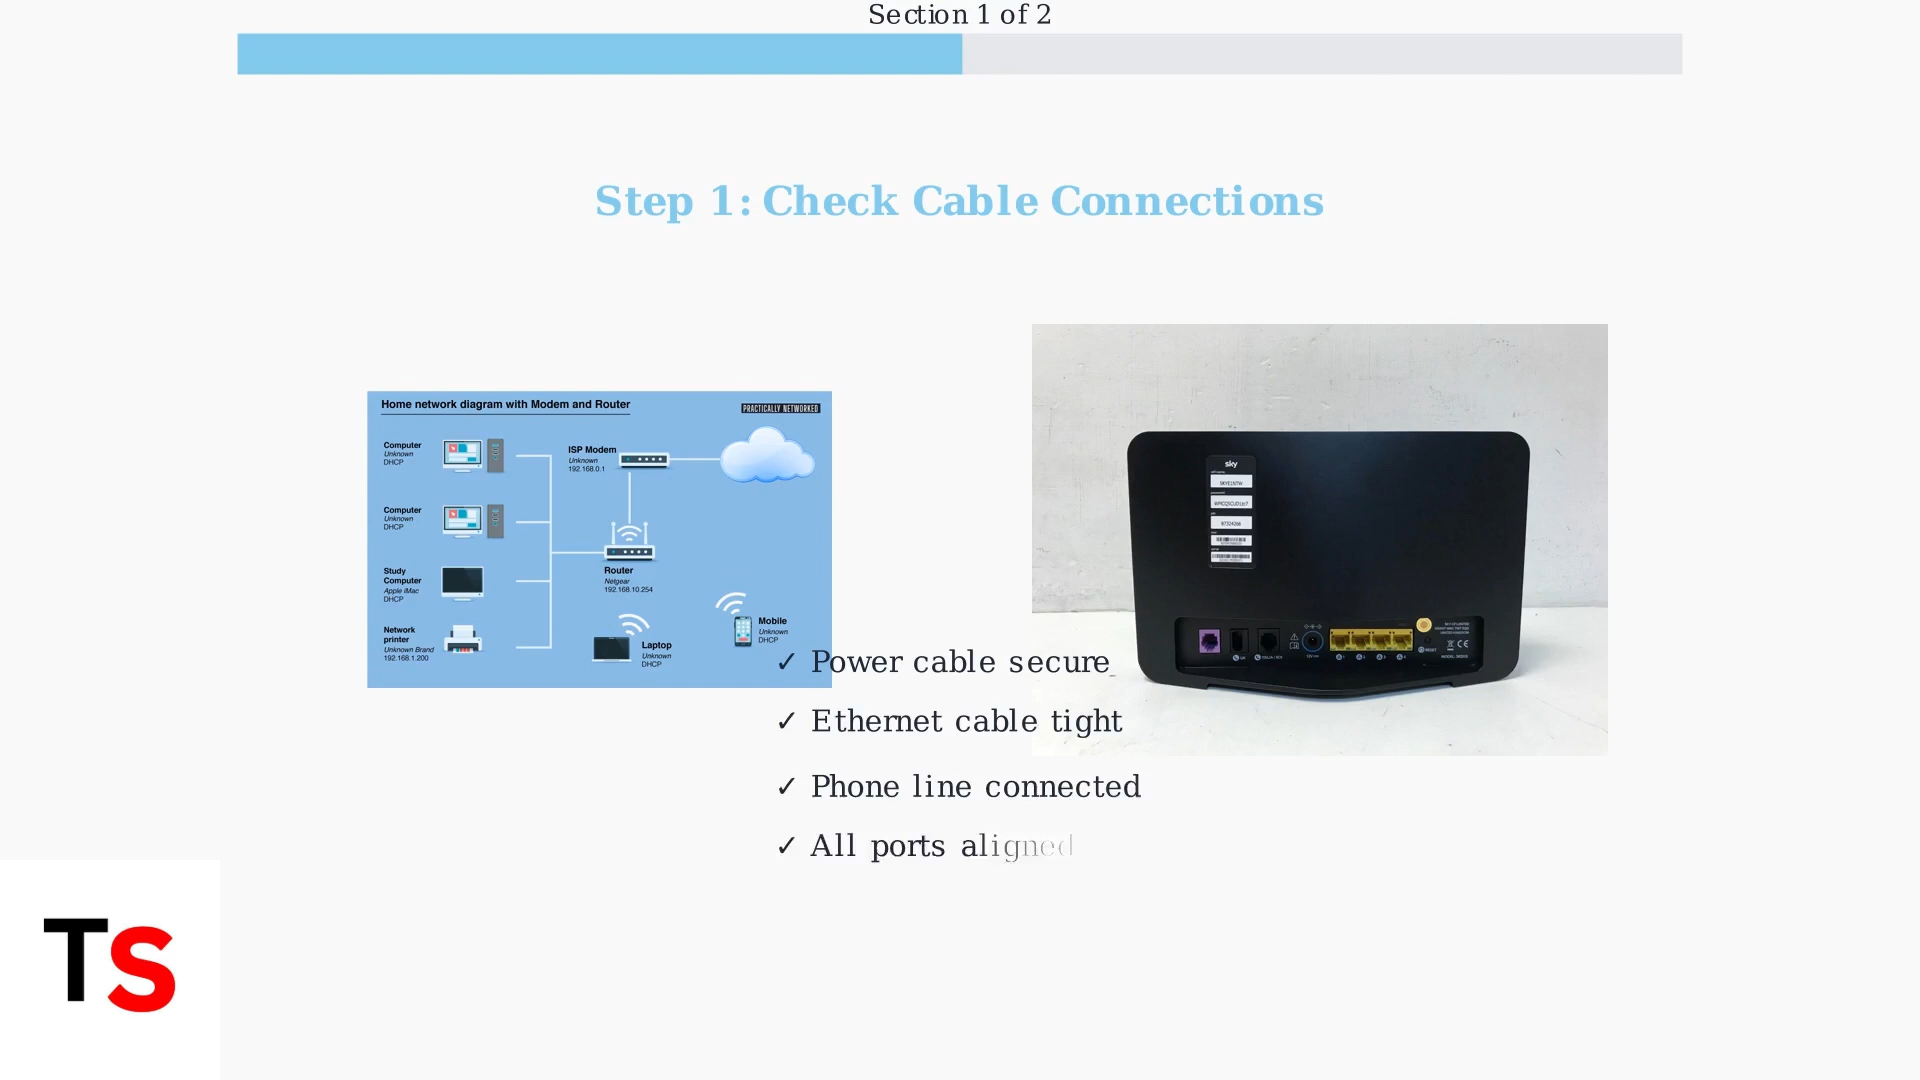 Section 1 of 2
Step 1: Check Cable Connections
Home network diagram with Modem and Router
PRACTICALLY NETWORKED
Computer
Unknown
DHCP
ISP Modem
Unknown
192.168.0.1
Computer
Unknown
DHCP
Router
Netgear
192.168.10.254
Study
Computer
Apple iMac
DHCP
Network
printer
Unknown Brand
192.168.1.200
Laptop
Unknown
DHCP
Mobile
Unknown
DHCP
sky
RESET
✓ Power cable secure
✓ Ethernet cable tight
✓ Phone line connected
✓ All ports aligned
TS